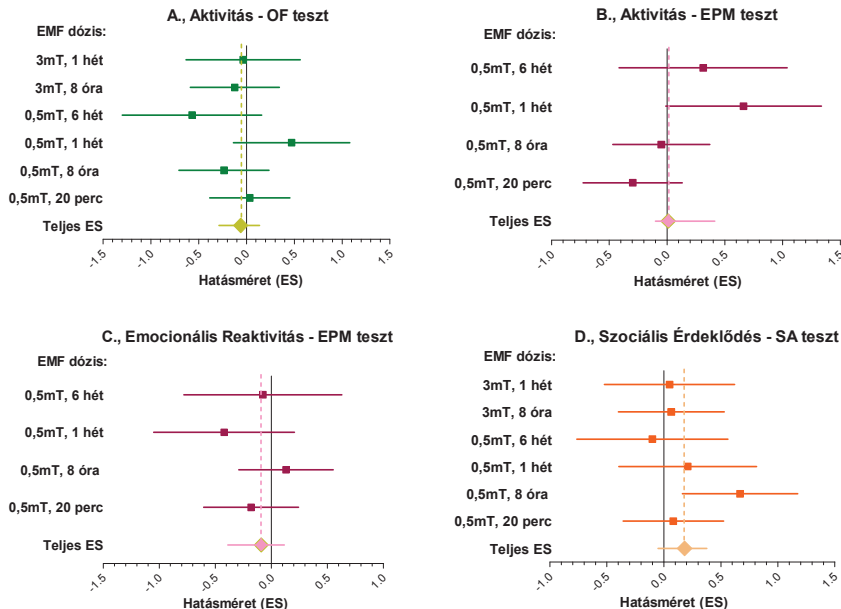 A., Aktivitás - OF teszt
EMF dózis:
3mT, 1 hét
3mT, 8 óra
0,5mT, 6 hét
0,5mT, 1 hét
0,5mT, 8 óra
0,5mT, 20 perc
Teljes ES
-1.5 -1.0 -0.5 0.0 0.5 1.0 1.5
Hatásméret (ES)
B., Aktivitás - EPM teszt
EMF dózis:
0,5mT, 6 hét
0,5mT, 1 hét
0,5mT, 8 óra
0,5mT, 20 perc
Teljes ES
-1.0 -0.5 0.0 0.5 1.0 1.5
Hatásméret (ES)
C., Emocionális Reaktivitás - EPM teszt
EMF dózis:
0,5mT, 6 hét
0,5mT, 1 hét
0,5mT, 8 óra
0,5mT, 20 perc
Teljes ES
-1.5 -1.0 -0.5 0.0 0.5 1.0
Hatásméret (ES)
D., Szociális Érdeklődés - SA teszt
EMF dózis:
3mT, 1 hét
3mT, 8 óra
0,5mT, 6 hét
0,5mT, 1 hét
0,5mT, 8 óra
0,5mT, 20 perc
Teljes ES
-1.0 -0.5 0.0 0.5 1.0 1.5
Hatásméret (ES)